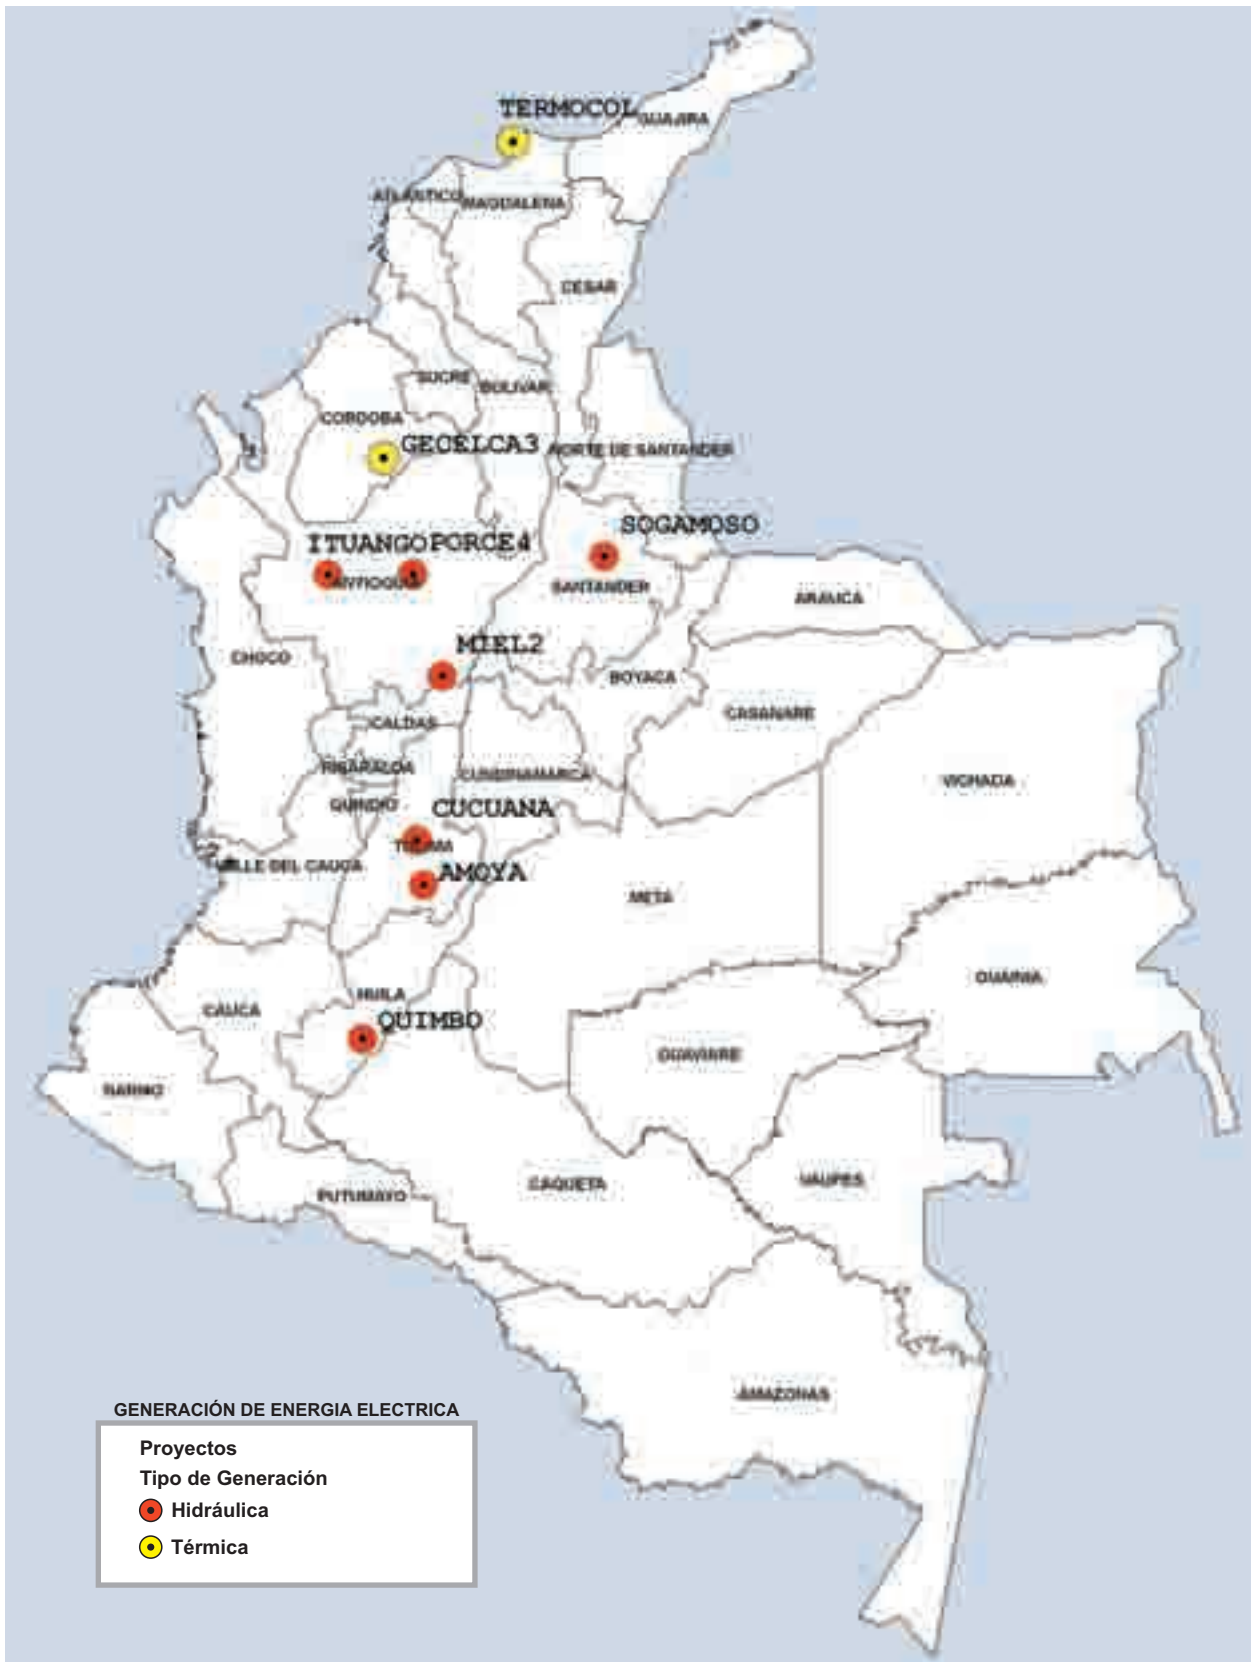 TERMOCOL
GUAJIRA
ATLANTICO
MAGDALENA
CESAR
SUCRE
BOLIVAR
CORDOBA
GECELCA3
NORTE DE SANTANDER
SOGAMOSO
ITUANGO
PORCE4
ANTIOQUIA
SANTANDER
ARAUCA
MIEL2
CHOCO
BOYACA
CALDAS
CASANARE
RISARALDA
CUNDINAMARCA
VICHADA
QUINDIO
CUCUANA
TOLIMA
VALLE DEL CAUCA
AMOYA
META
GUAINIA
HUILA
CAUCA
QUIMBO
GUAVIARE
NARINO
VAUPES
CAQUETA
PUTUMAYO
AMAZONAS
GENERACIÓN DE ENERGIA ELECTRICA
Proyectos
Tipo de Generación
Hidráulica
Térmica